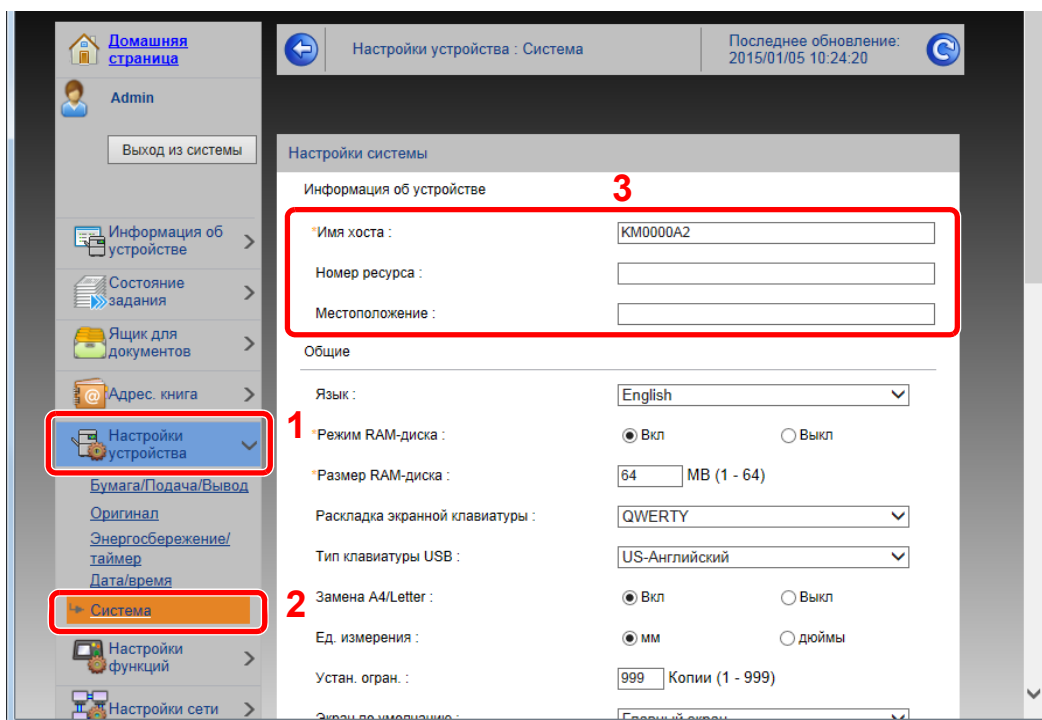 Домашняя
страница
Настройки устройства : Система
Последнее обновление:
2015/01/05 10:24:20
Admin
Выход из системы
Информация об
устройстве
Состояние
задания
Ящик для
документов
Адрес. книга
Настройки
устройства
1
Бумага/Подача/Вывод
Оригинал
Энергосбережение/
таймер
Дата/время
Система
2
Настройки
функций
Настройки сети
Настройки системы
Информация об устройстве
3
*Имя хоста : KM0000A2
Номер ресурса :
Местоположение :
Общие
Язык : English
*Режим RAM-диска : Вкл Выкл
*Размер RAM-диска : 64 MB (1 - 64)
Раскладка экранной клавиатуры : QWERTY
Тип клавиатуры USB : US-Английский
Замена A4/Letter : Вкл Выкл
Ед. измерения : мм дюймы
Устан. огран. : 999 Копии (1 - 999)
Экран по умолчанию : Главный экран